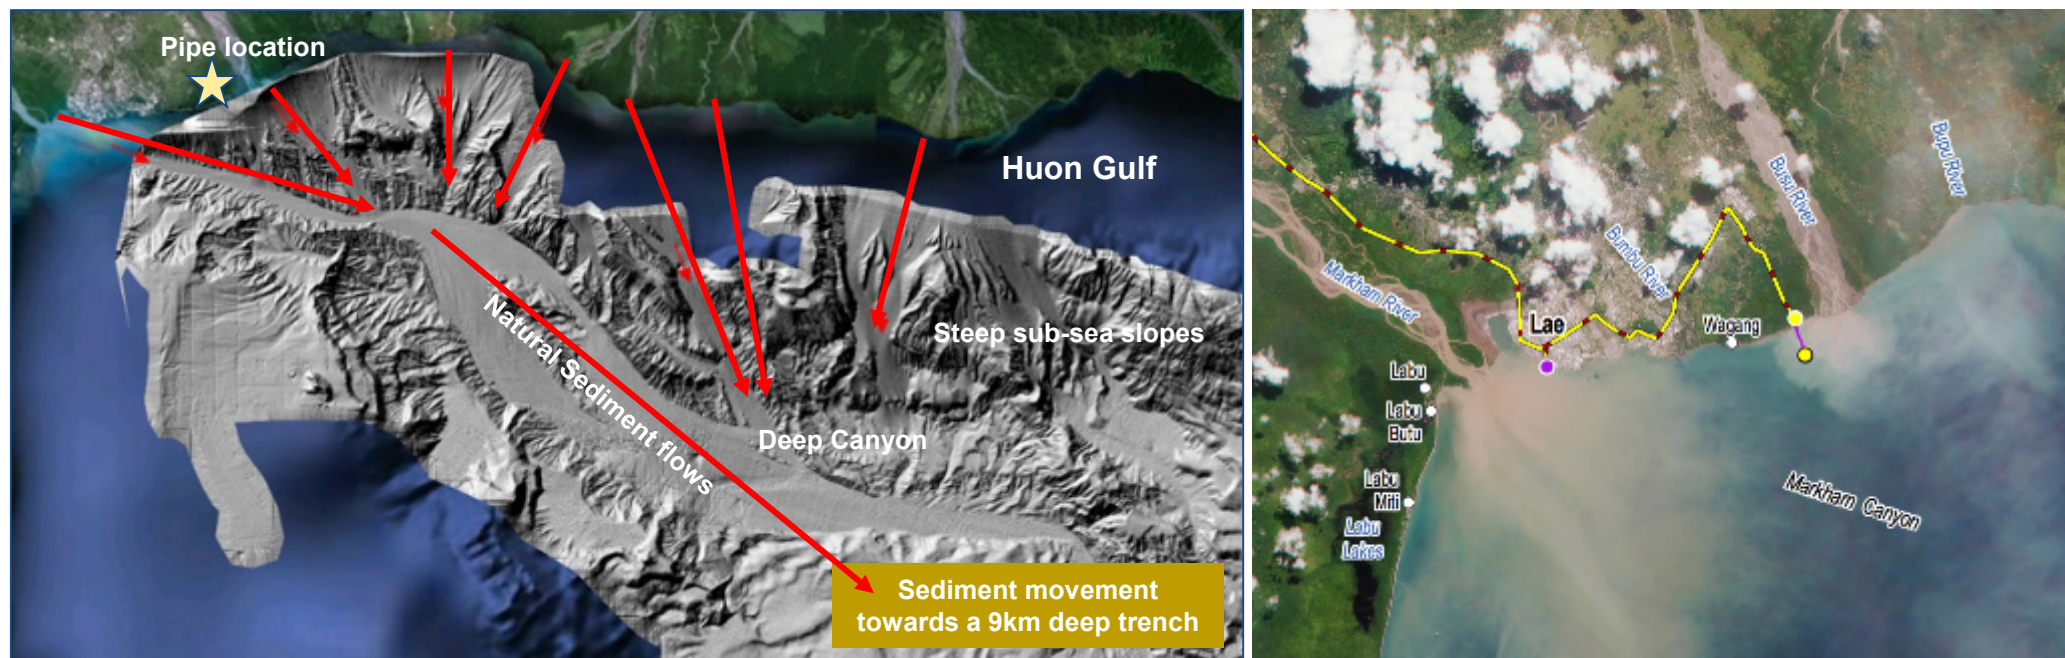 Pipe location
Huon Gulf
Steep sub-sea slopes
Natural Sediment flows
Deep Canyon
Sediment movement
towards a 9km deep trench
Bupu River
Busu River
Bumbu River
Markham River
Lae
Wagang
Labu
Labu
Butu
Labu
Miti
Labu
Lakes
Markham Canyon